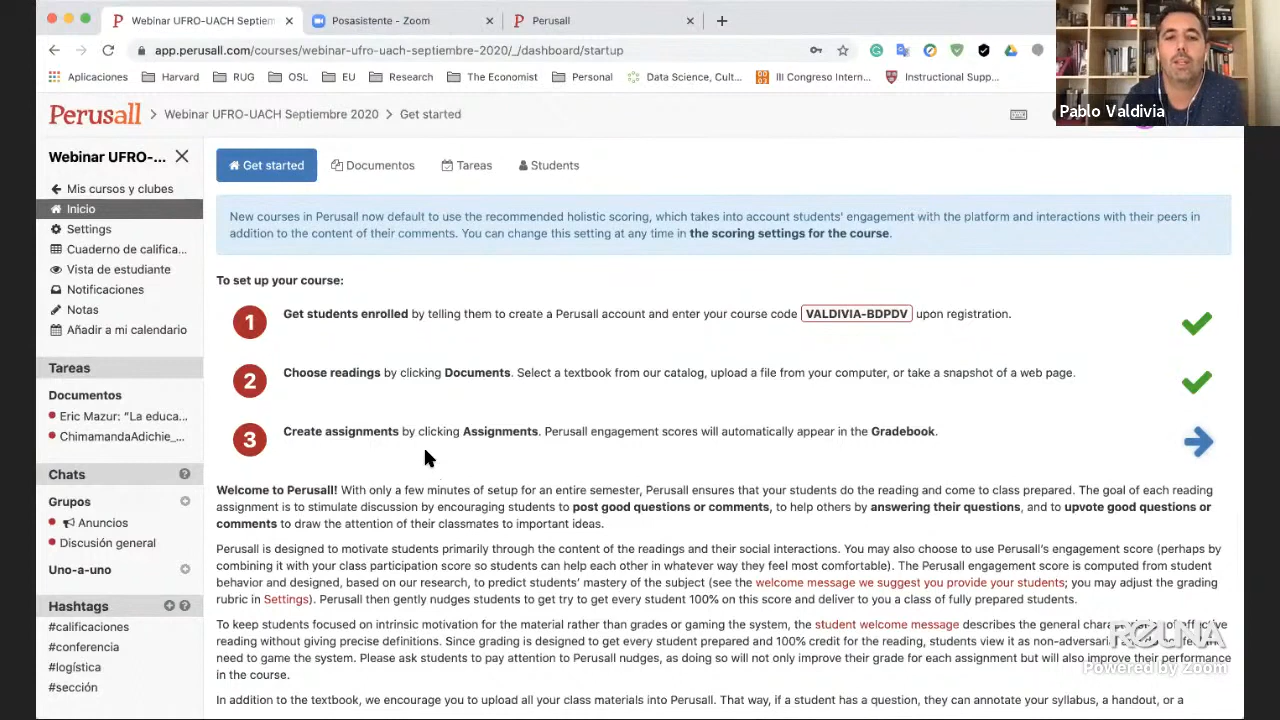 Webinar UFRO-UACH Septiem
Posasistente - Zoom
Perusall
app.perusall.com/courses/webinar-ufro-uach-septiembre-2020/_/dashboard/startup
Aplicaciones
Harvard
RUG
OSL
EU
Research
The Economist
Personal
Data Science, Cult...
III Congreso Intern...
Instructional Supp...
Pablo Valdivia
Perusall > Webinar UFRO-UACH Septiembre 2020 > Get started
Webinar UFRO-...
Mis cursos y clubes
Inicio
Settings
Cuaderno de califica...
Vista de estudiante
Notificaciones
Notas
Añadir a mi calendario
Tareas
Documentos
Eric Mazur: “La educa...
ChimamandaAdichie_...
Chats
Grupos
Anuncios
Discusión general
Uno-a-uno
Hashtags
#calificaciones
#conferencia
#logística
#sección
Get started
Documentos
Tareas
Students
New courses in Perusall now default to use the recommended holistic scoring, which takes into account students' engagement with the platform and interactions with their peers in
addition to the content of their comments. You can change this setting at any time in the scoring settings for the course.
To set up your course:
1 Get students enrolled by telling them to create a Perusall account and enter your course code VALDIVIA-BDPDV upon registration.
2 Choose readings by clicking Documents. Select a textbook from our catalog, upload a file from your computer, or take a snapshot of a web page.
3 Create assignments by clicking Assignments. Perusall engagement scores will automatically appear in the Gradebook.
Welcome to Perusall! With only a few minutes of setup for an entire semester, Perusall ensures that your students do the reading and come to class prepared. The goal of each reading
assignment is to stimulate discussion by encouraging students to post good questions or comments, to help others by answering their questions, and to upvote good questions or
comments to draw the attention of their classmates to important ideas.
Perusall is designed to motivate students primarily through the content of the readings and their social interactions. You may also choose to use Perusall's engagement score (perhaps by
combining it with your class participation score so students can help each other in whatever way they feel most comfortable). The Perusall engagement score is computed from student
behavior and designed, based on our research, to predict students' mastery of the subject (see the welcome message we suggest you provide your students; you may adjust the grading
rubric in Settings). Perusall then gently nudges students to get try to get every student 100% on this score and deliver to you a class of fully prepared students.
To keep students focused on intrinsic motivation for the material rather than grades or gaming the system, the student welcome message describes the general of effective
reading without giving precise definitions. Since grading is designed to get every student prepared and 100% credit for the reading, students view it as
need to game the system. Please ask students to pay attention to Perusall nudges, as doing so will not only improve their grade for each assignment but will also improve their performance
in the course.
In addition to the textbook, we encourage you to upload all your class materials into Perusall. That way, if a student has a question, they can annotate your syllabus, a handout, or a
REUNA
Powered by Zoom